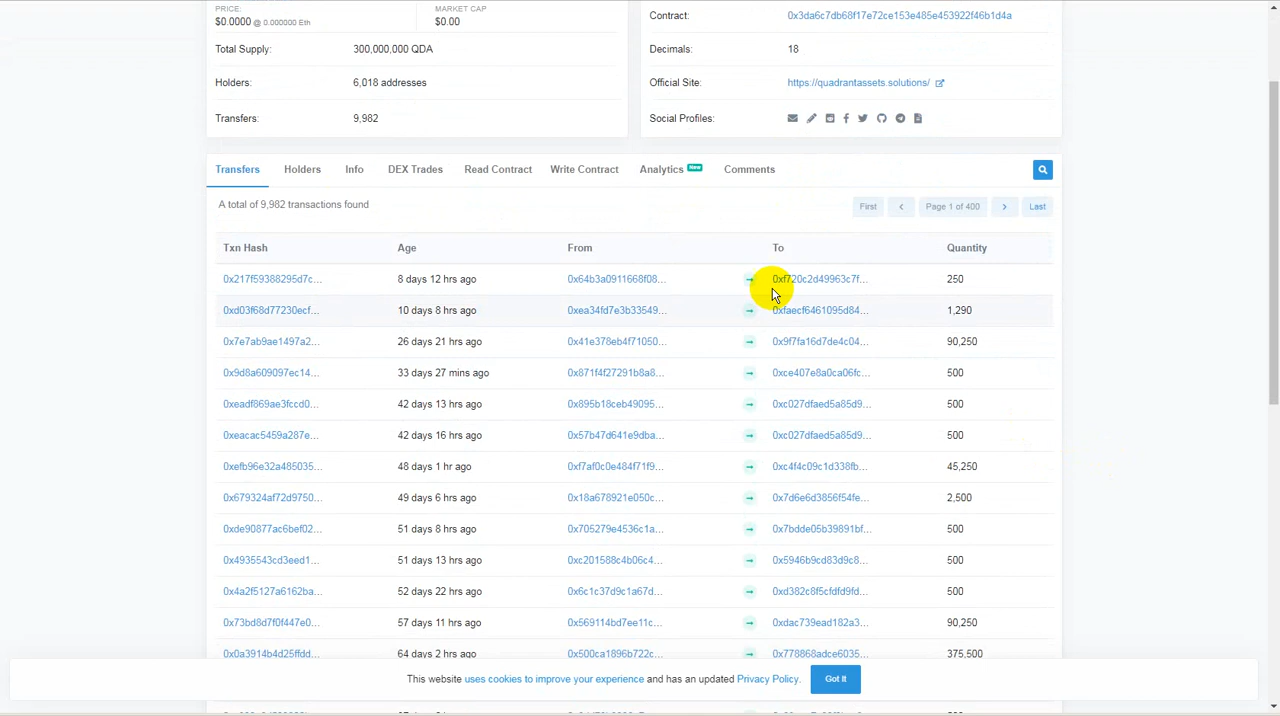 PRICE:
$0.0000 @ 0.000000 Eth
MARKET CAP
$0.00
Total Supply: 300,000,000 QDA
Holders: 6,018 addresses
Transfers: 9,982
Contract: 0x3da6c7db68f17e72ce153e485e453922f46b1d4a
Decimals: 18
Official Site: https://quadrantassets.solutions/
Social Profiles:
Transfers Holders Info DEX Trades Read Contract Write Contract Analytics New Comments
A total of 9,982 transactions found
First Page 1 of 400 Last
Txn Hash Age From To Quantity
0x217f59388295d7c... 8 days 12 hrs ago 0x64b3a0911668f08... 0xf720c2d49963c7f... 250
0xd03f68d77230ecf... 10 days 8 hrs ago 0xea34fd7e3b33549... 0xfaecf6461095d84... 1,290
0x7e7ab9ae1497a2... 26 days 21 hrs ago 0x41e378eb4f71050... 0x9f7fa16d7de4c04... 90,250
0x9d8a609097ec14... 33 days 27 mins ago 0x871f4f27291b8a8... 0xce407e8a0ca06fc... 500
0xeadf869ae3fccd0... 42 days 13 hrs ago 0x895b18ceb49095... 0xc027dfaed5a85d9... 500
0xeacac5459a287e... 42 days 16 hrs ago 0x57b47d641e9dba... 0xc027dfaed5a85d9... 500
0xefb96e32a485035... 48 days 1 hr ago 0xf7af0c0e484f71f9... 0xc4f4c09c1d338fb... 45,250
0x679324af72d9750... 49 days 6 hrs ago 0x18a678921e050c... 0x7d6e6d3856f54fe... 2,500
0xde90877ac6bef02... 51 days 8 hrs ago 0x705279e4536c1a... 0x7bdde05b39891bf... 500
0x4935543cd3eed1... 51 days 13 hrs ago 0xc201588c4b06c4... 0x5946b9cd83d9c8... 500
0x4a2f5127a6162ba... 52 days 22 hrs ago 0x6c1c37d9c1a67d... 0xd382c8f5cfdfd9fd... 500
0x73bd8d7f0f447e0... 57 days 11 hrs ago 0x569114bd7ee11c... 0xdac739ead182a3... 90,250
0x0a3914b4d25ffdd... 64 days 2 hrs ago 0x500ca1896b722c... 0x778868adce6035... 375,500
This website uses cookies to improve your experience and has an updated Privacy Policy. Got It